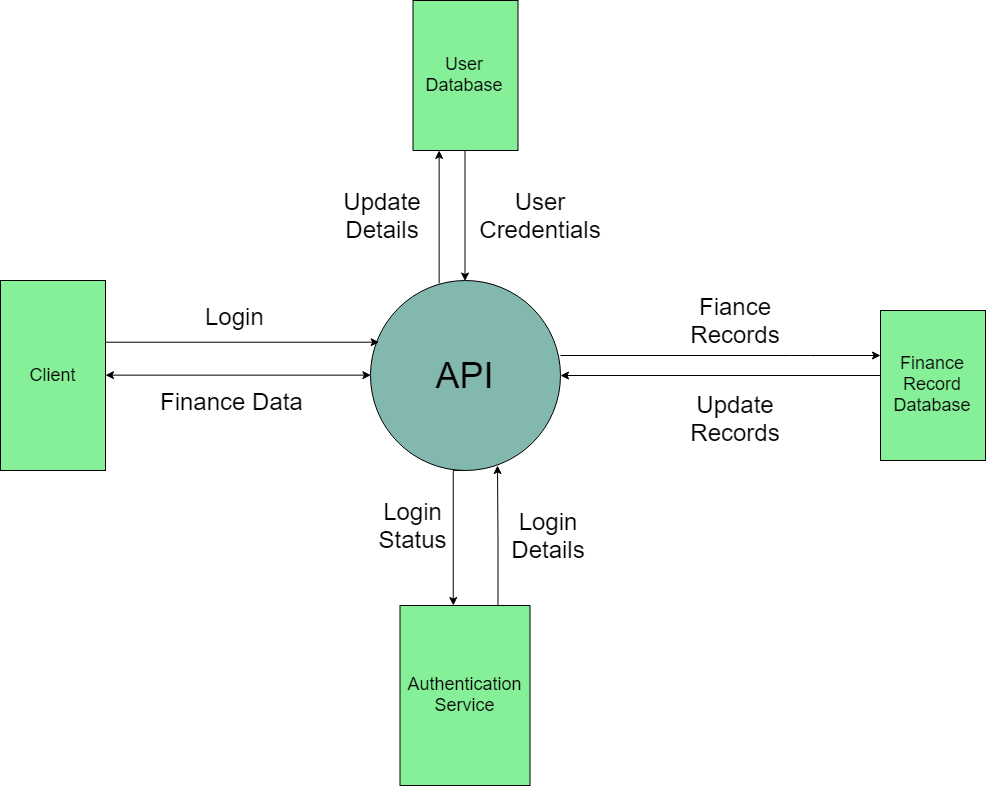 User
Database
Update
Details
User
Credentials
Login
Client
Finance Data
API
Fiance
Records
Finance
Record
Database
Update
Records
Login
Status
Login
Details
Authentication
Service